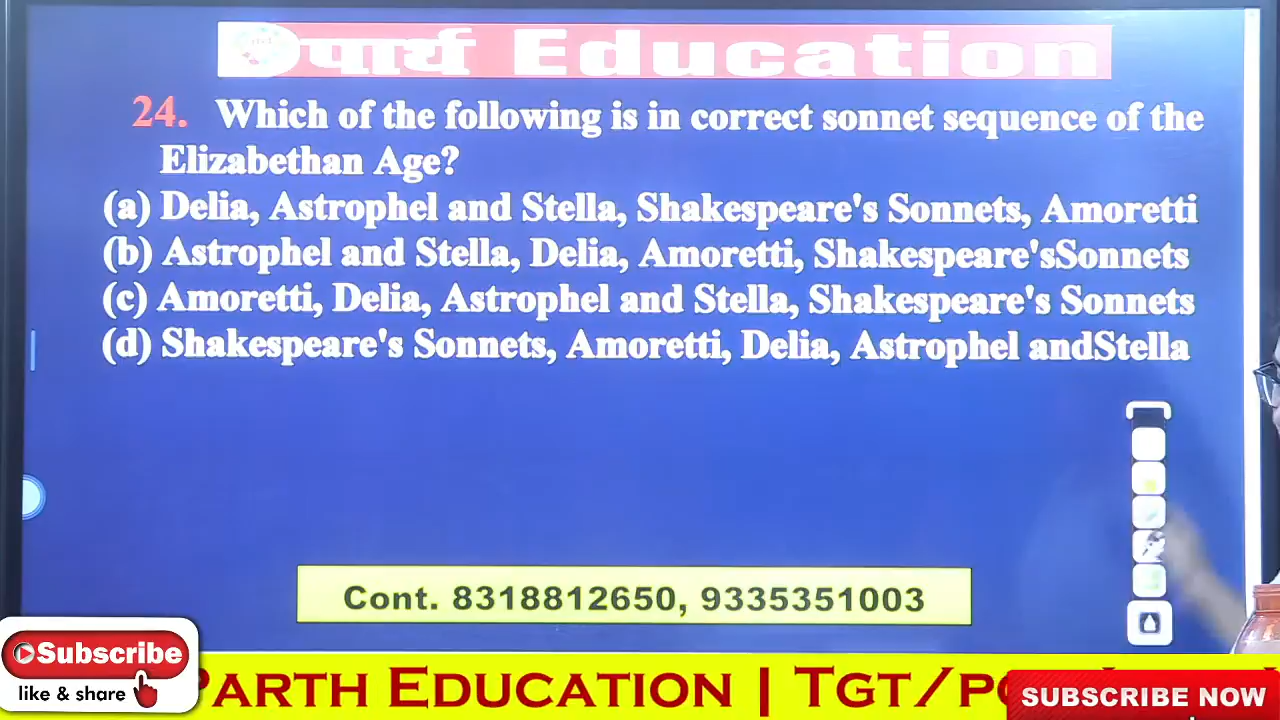 पार्थ Education
24. Which of the following is in correct sonnet sequence of the
Elizabethan Age?
(a) Delia, Astrophel and Stella, Shakespeare's Sonnets, Amoretti
(b) Astrophel and Stella, Delia, Amoretti, Shakespeare'sSonnets
(c) Amoretti, Delia, Astrophel and Stella, Shakespeare's Sonnets
(d) Shakespeare's Sonnets, Amoretti, Delia, Astrophel andStella
Cont. 8318812650, 9335351003
Subscribe
like & share
PARTH EDUCATION | TGT/PG
SUBSCRIBE NOW